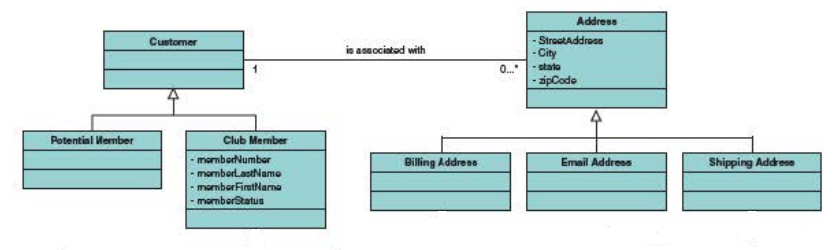 Customer
is associated with
1
0...*
Address
- StreetAddress
- City
- state
- zipCode
Potential Member
Club Member
- memberNumber
- memberLastName
- memberFirstName
- memberStatus
Billing Address
Email Address
Shipping Address